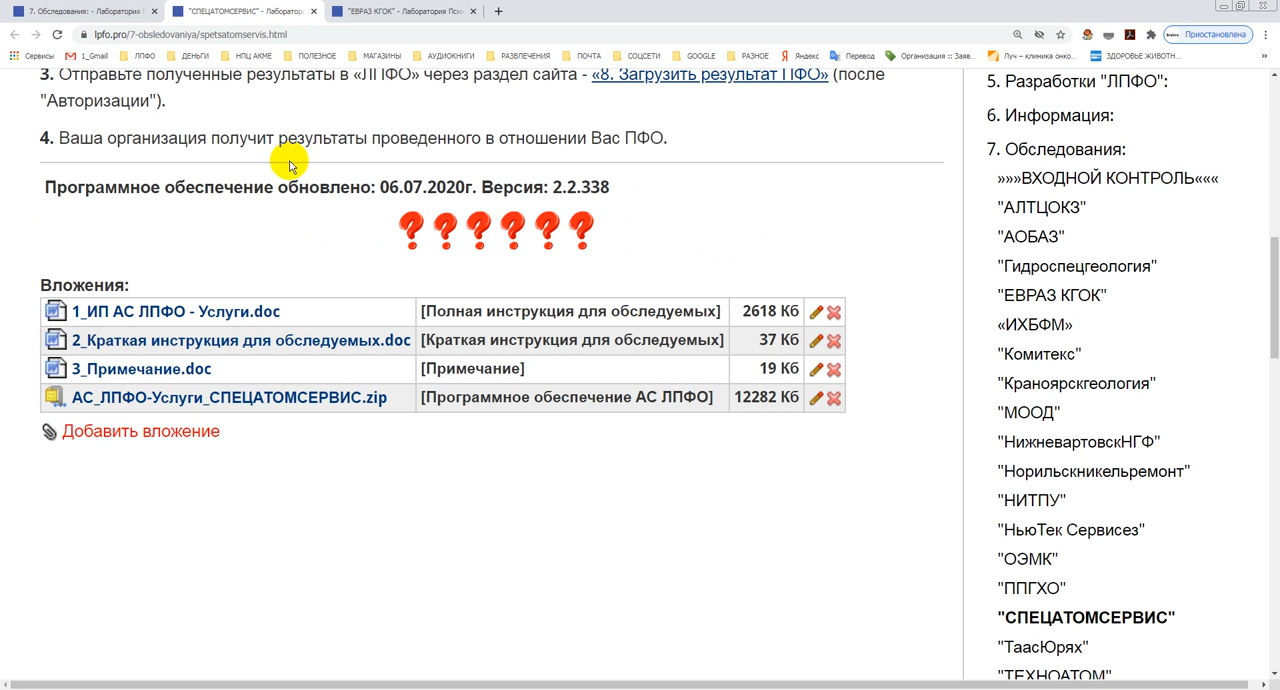 7. Обследования: - Лаборатория
"СПЕЦАТОМСЕРВИС" - Лаборатор
"ЕВРАЗ КГОК" - Лаборатория Пси
lpfo.pro/7-obsledovaniya/spetsatomservis.html
Приостановлена
Сервисы 1_Gmail ЛПФО ДЕНЬГИ НПЦ АКМЕ ПОЛЕЗНОЕ МАГАЗИНЫ АУДИОКНИГИ РАЗВЛЕЧЕНИЯ ПОЧТА СОЦСЕТИ GOOGLE РАЗНОЕ Яндекс Перевод Организация :: Заяв... Луч – клиника онко... ЗДОРОВЬЕ ЖИВОТН... »
3. Отправьте полученные результаты в «ЛПФО» через раздел сайта - «8. Загрузить результат ПФО» (после
"Авторизации").
4. Ваша организация получит результаты проведенного в отношении Вас ПФО.
Программное обеспечение обновлено: 06.07.2020г. Версия: 2.2.338
??????
Вложения:
1_ИП АС ЛПФО - Услуги.doc [Полная инструкция для обследуемых] 2618 Кб
2_Краткая инструкция для обследуемых.doc [Краткая инструкция для обследуемых] 37 Кб
3_Примечание.doc [Примечание] 19 Кб
АС_ЛПФО-Услуги_СПЕЦАТОМСЕРВИС.zip [Программное обеспечение АС ЛПФО] 12282 Кб
Добавить вложение
5. Разработки "ЛПФО":
6. Информация:
7. Обследования:
»»»ВХОДНОЙ КОНТРОЛЬ«««
"АЛТЦОКЗ"
"АОБАЗ"
"Гидроспецгеология"
"ЕВРАЗ КГОК"
«ИХБФМ»
"Комитекс"
"Краноярскгеология"
"МООД"
"НижневартовскНГФ"
"Норильскникельремонт"
"НИТПУ"
"НьюТек Сервисез"
"ОЭМК"
"ППГХО"
"СПЕЦАТОМСЕРВИС"
"ТаасЮрях"
"ТЕХНОАТОМ"